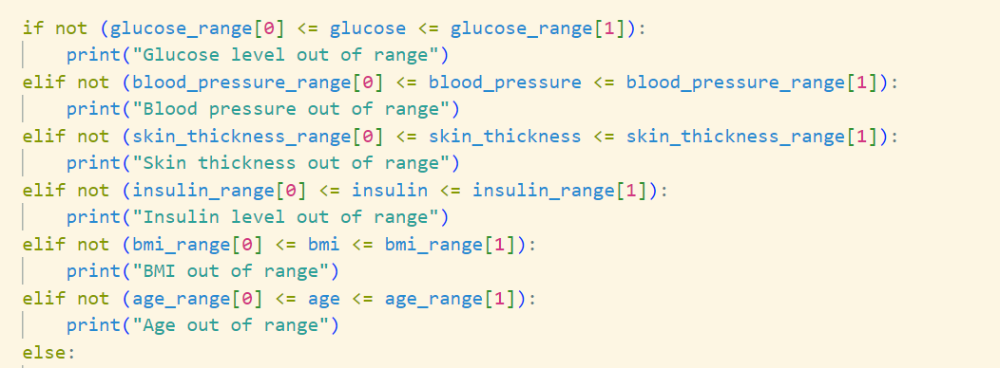 if not (glucose_range[0] <= glucose <= glucose_range[1]):
    print("Glucose level out of range")
elif not (blood_pressure_range[0] <= blood_pressure <= blood_pressure_range[1]):
    print("Blood pressure out of range")
elif not (skin_thickness_range[0] <= skin_thickness <= skin_thickness_range[1]):
    print("Skin thickness out of range")
elif not (insulin_range[0] <= insulin <= insulin_range[1]):
    print("Insulin level out of range")
elif not (bmi_range[0] <= bmi <= bmi_range[1]):
    print("BMI out of range")
elif not (age_range[0] <= age <= age_range[1]):
    print("Age out of range")
else: